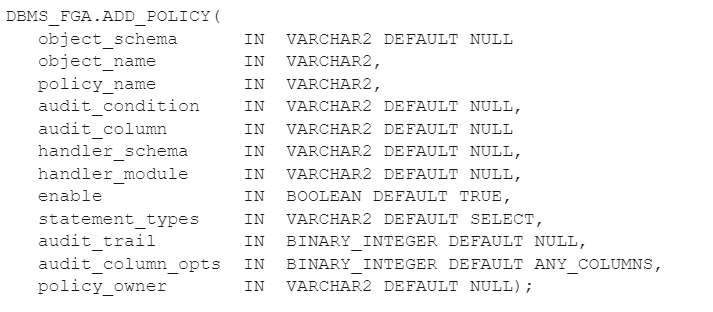 DBMS_FGA.ADD_POLICY(
   object_schema      IN  VARCHAR2 DEFAULT NULL
   object_name        IN  VARCHAR2,
   policy_name        IN  VARCHAR2,
   audit_condition    IN  VARCHAR2 DEFAULT NULL,
   audit_column       IN  VARCHAR2 DEFAULT NULL
   handler_schema     IN  VARCHAR2 DEFAULT NULL,
   handler_module     IN  VARCHAR2 DEFAULT NULL,
   enable             IN  BOOLEAN DEFAULT TRUE,
   statement_types    IN  VARCHAR2 DEFAULT SELECT,
   audit_trail        IN  BINARY_INTEGER DEFAULT NULL,
   audit_column_opts  IN  BINARY_INTEGER DEFAULT ANY_COLUMNS,
   policy_owner       IN  VARCHAR2 DEFAULT NULL);